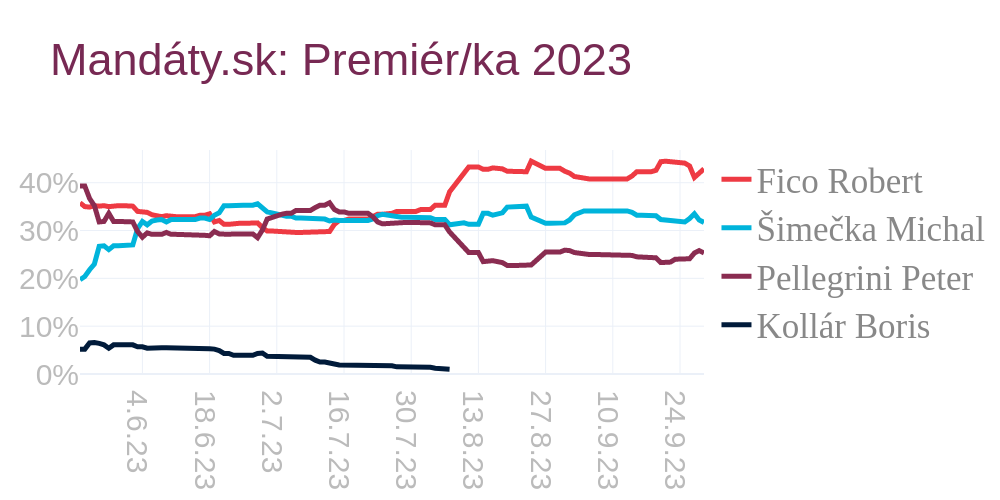 Mandáty.sk: Premiér/ka 2023
40%
30%
20%
10%
0%
4.6.23
18.6.23
2.7.23
16.7.23
30.7.23
13.8.23
27.8.23
10.9.23
24.9.23
Fico Robert
Šimečka Michal
Pellegrini Peter
Kollár Boris